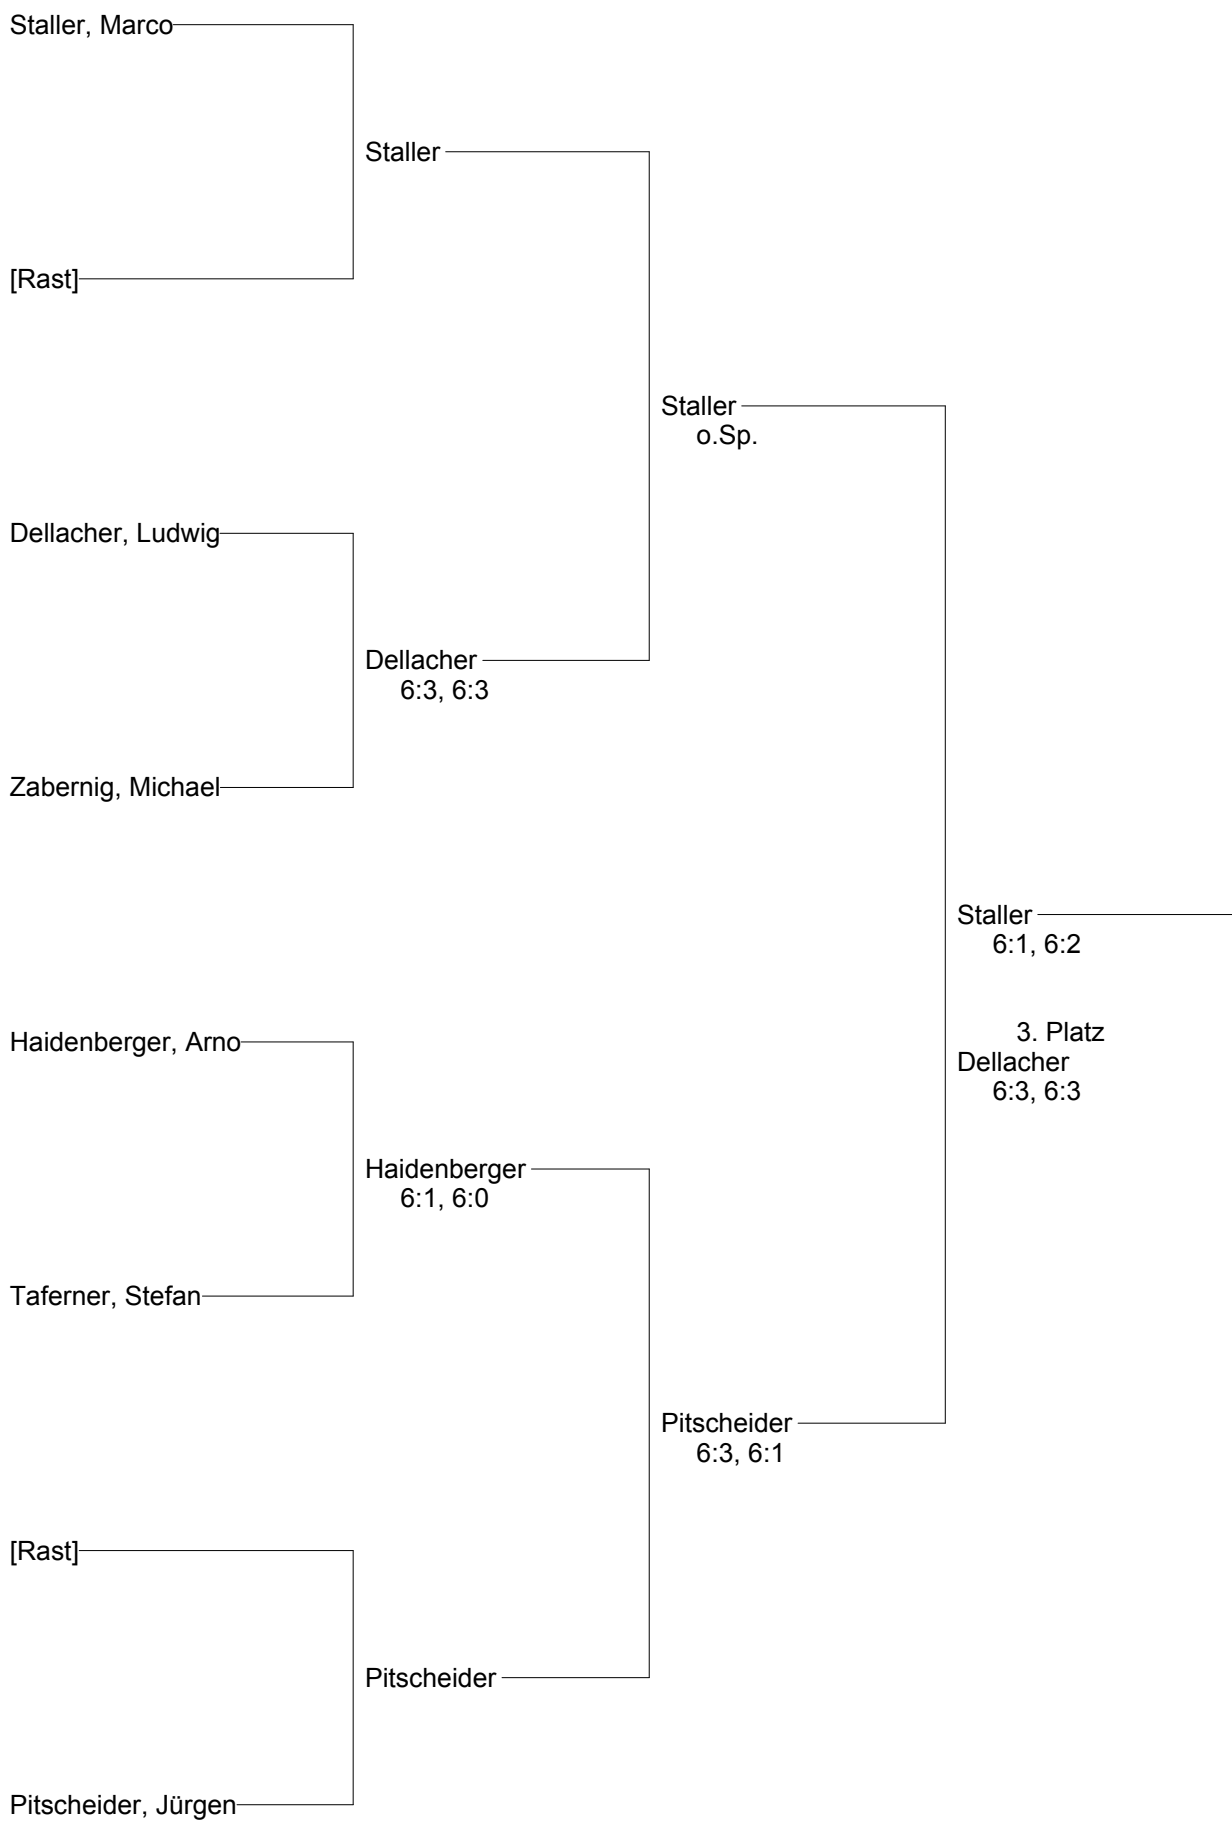 Staller, Marco
Staller
[Rast]
Staller
o.Sp.
Dellacher, Ludwig
Dellacher
6:3, 6:3
Zabernig, Michael
Staller
6:1, 6:2
3. Platz
Dellacher
6:3, 6:3
Haidenberger, Arno
Haidenberger
6:1, 6:0
Taferner, Stefan
Pitscheider
6:3, 6:1
[Rast]
Pitscheider
Pitscheider, Jürgen